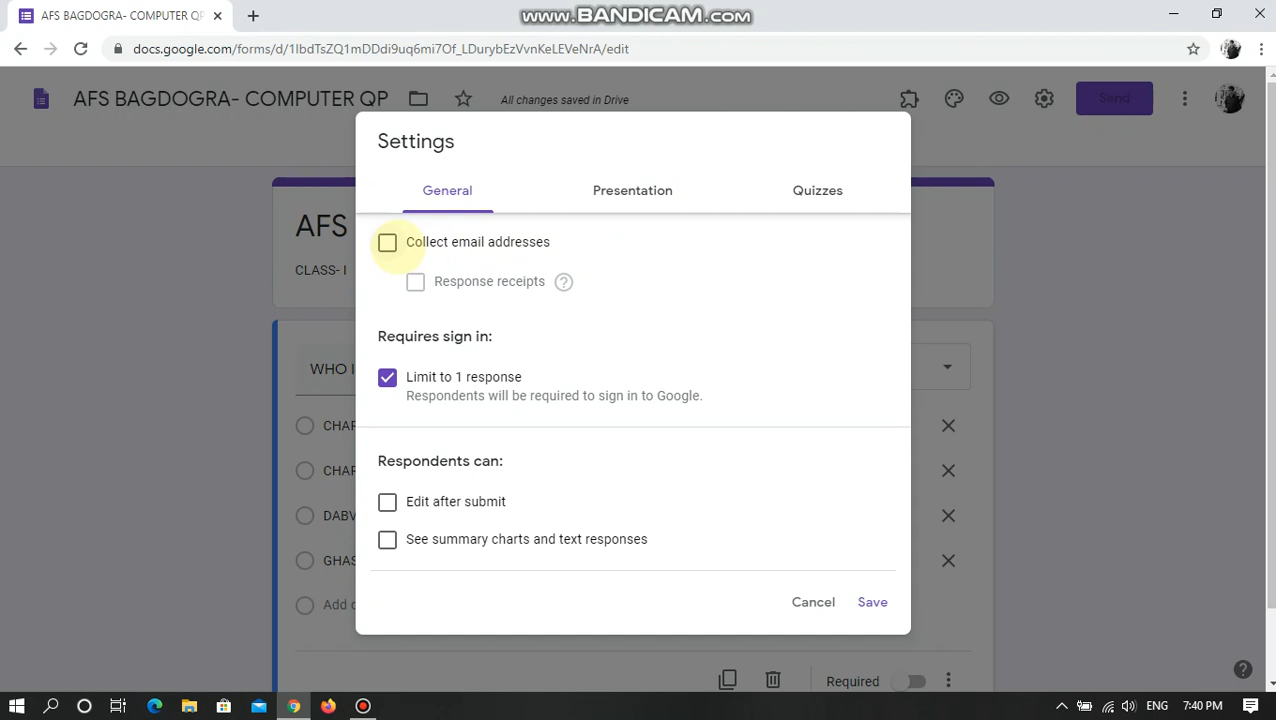 AFS BAGDOGRA- COMPUTER QP
www.BANDICAM.com
docs.google.com/forms/d/1IbdTsZQ1mDDdi9uq6mi7Of_LDurybEzVvnKeLEVeNrA/edit
AFS BAGDOGRA- COMPUTER QP
All changes saved in Drive
Send
Settings
General
Presentation
Quizzes
AFS
CLASS- I
Collect email addresses
Response receipts
Requires sign in:
WHO I
Limit to 1 response
Respondents will be required to sign in to Google.
CHAR
Respondents can:
CHAR
Edit after submit
DABV
See summary charts and text responses
GHAS
Cancel
Save
Add o
Required
ENG
7:40 PM